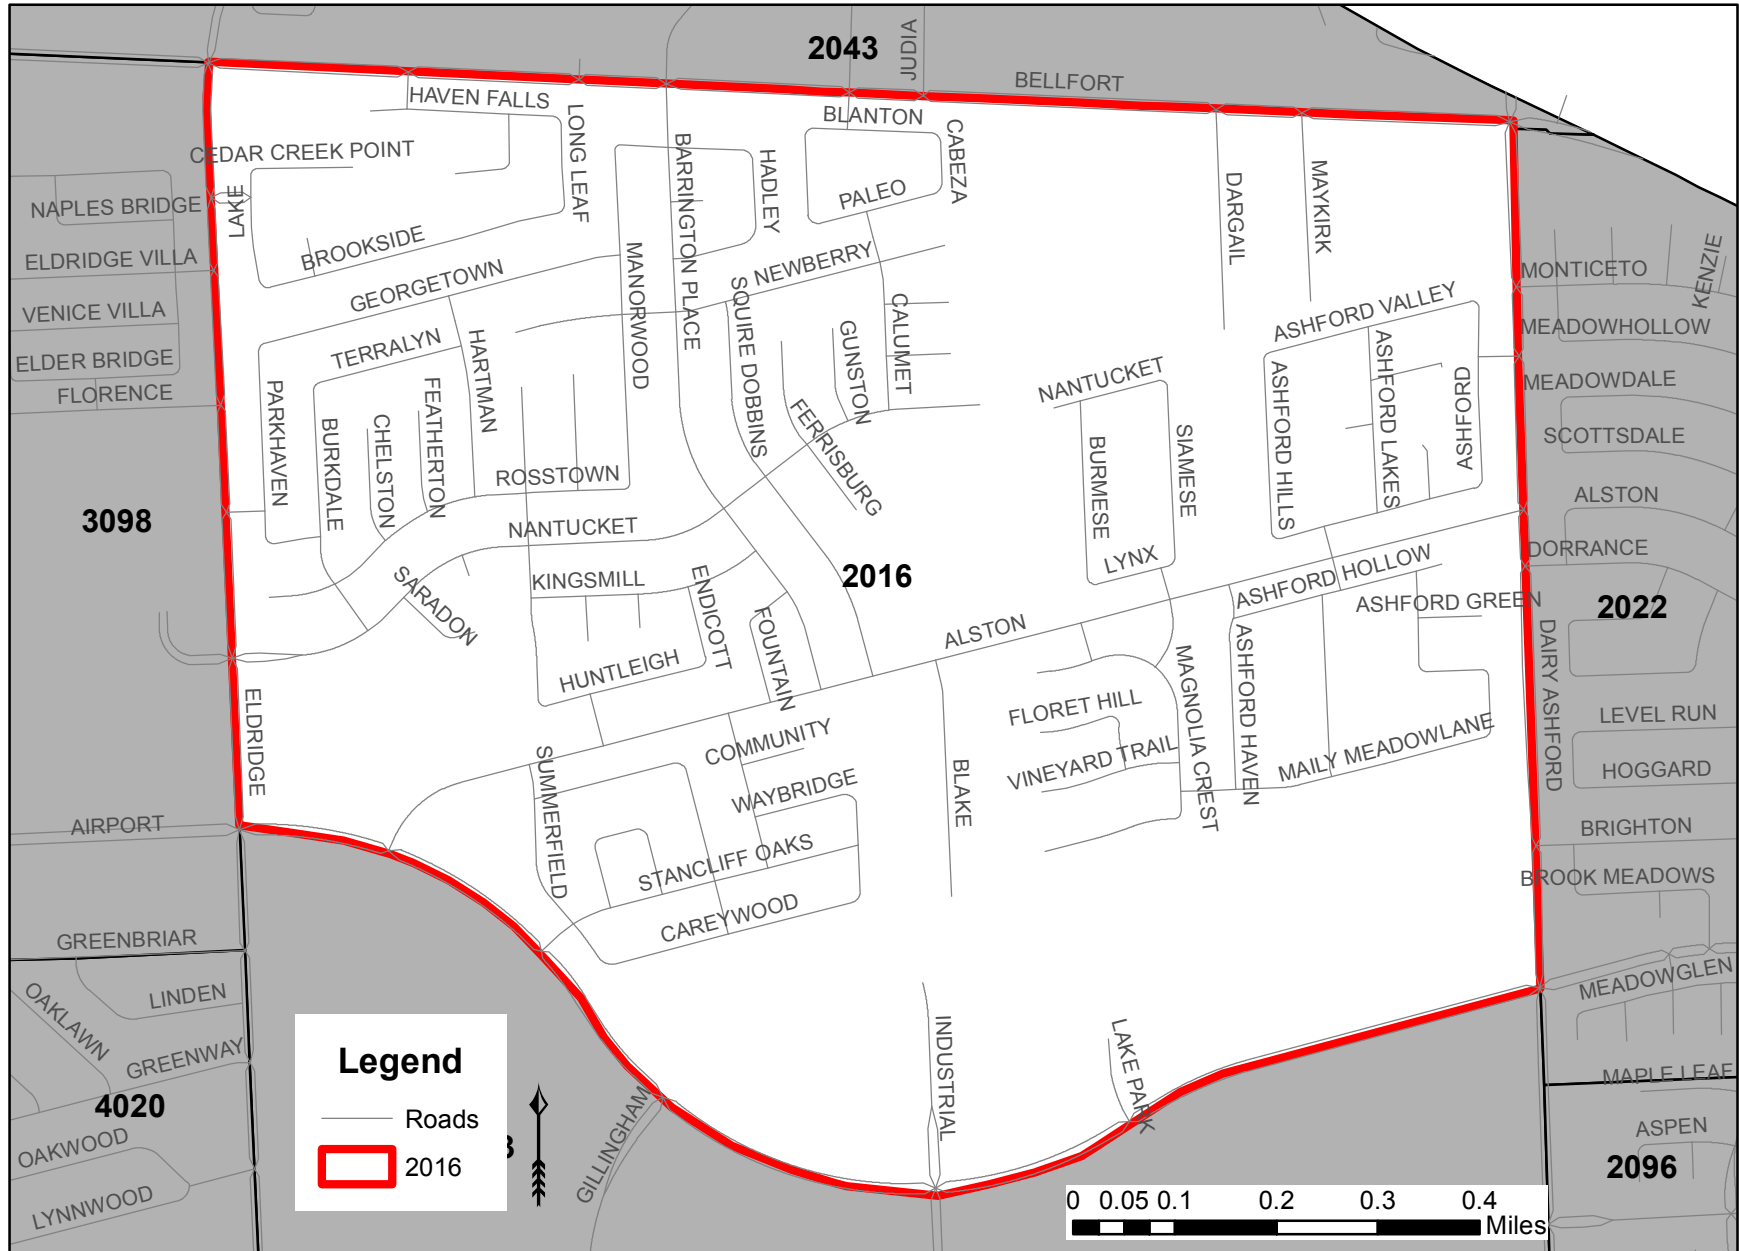 2043
JUDIA
BELLFORT
HAVEN FALLS
LONG LEAF
BLANTON
CABEZA
CEDAR CREEK POINT
BARRINGTON PLACE
HADLEY
PALEO
DARGAIL
MAYKIRK
NAPLES BRIDGE
LAKE
BROOKSIDE
ELDRIDGE VILLA
GEORGETOWN
MANORWOOD
NEWBERRY
MONTICETO
KENZIE
VENICE VILLA
SQUIRE DOBBINS
CALUMET
ASHFORD VALLEY
MEADOWHOLLOW
ELDER BRIDGE
TERRALYN
HARTMAN
GUNSTON
FLORENCE
PARKHAVEN
BURKDALE
CHELSTON
FEATHERTON
FERRISBURG
NANTUCKET
ASHFORD HILLS
ASHFORD LAKES
ASHFORD
MEADOWDALE
SCOTTSDALE
ROSSTOWN
BURMESE
SIAMESE
ALSTON
3098
NANTUCKET
LYNX
DORRANCE
SARADON
KINGSMILL
ENDICOTT
2016
ASHFORD HOLLOW
ASHFORD GREEN
2022
FOUNTAIN
ALSTON
HUNTLEIGH
ELDRIDGE
MAGNOLIA CREST
ASHFORD HAVEN
DAIRY ASHFORD
FLORET HILL
LEVEL RUN
COMMUNITY
SUMMERFIELD
VINEYARD TRAIL
MAILY MEADOWLANE
HOGGARD
WAYBRIDGE
BLAKE
AIRPORT
BRIGHTON
STANCLIFF OAKS
BROOK MEADOWS
CAREYWOOD
GREENBRIAR
LINDEN
MEADOWGLEN
OAKLAWN
GREENWAY
INDUSTRIAL
LAKE PARK
MAPLE LEAF
4020
GILLINGHAM
ASPEN
OAKWOOD
2096
LYNNWOOD
Legend
Roads
2016
0 0.05 0.1 0.2 0.3 0.4
Miles